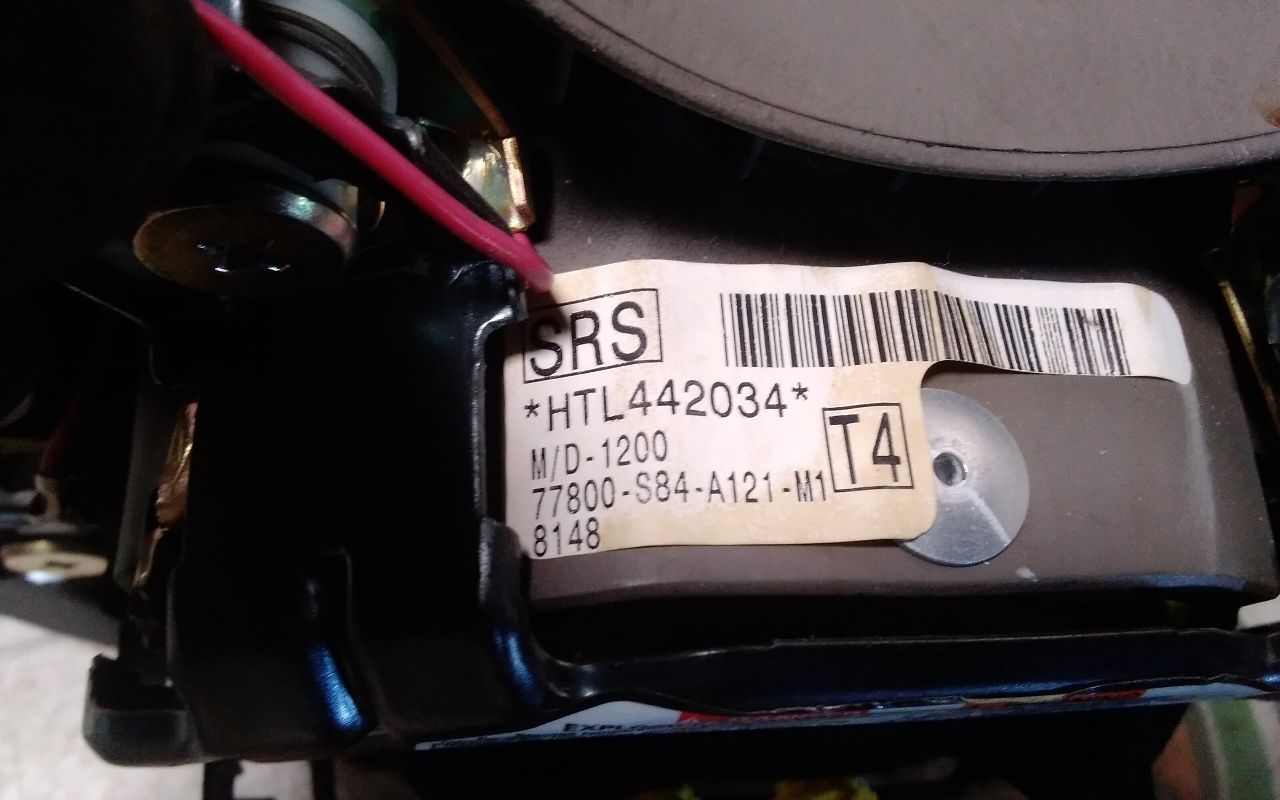 SRS
*HTL442034*
T4
M/D-1200
77800-S84-A121-M1
8148